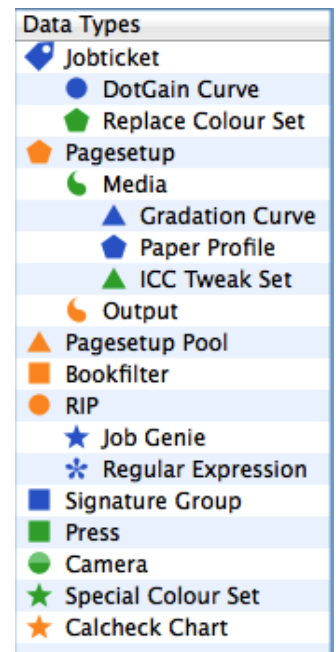 Data Types
Jobticket
DotGain Curve
Replace Colour Set
Pagesetup
Media
Gradation Curve
Paper Profile
ICC Tweak Set
Output
Pagesetup Pool
Bookfilter
RIP
Job Genie
Regular Expression
Signature Group
Press
Camera
Special Colour Set
Calcheck Chart